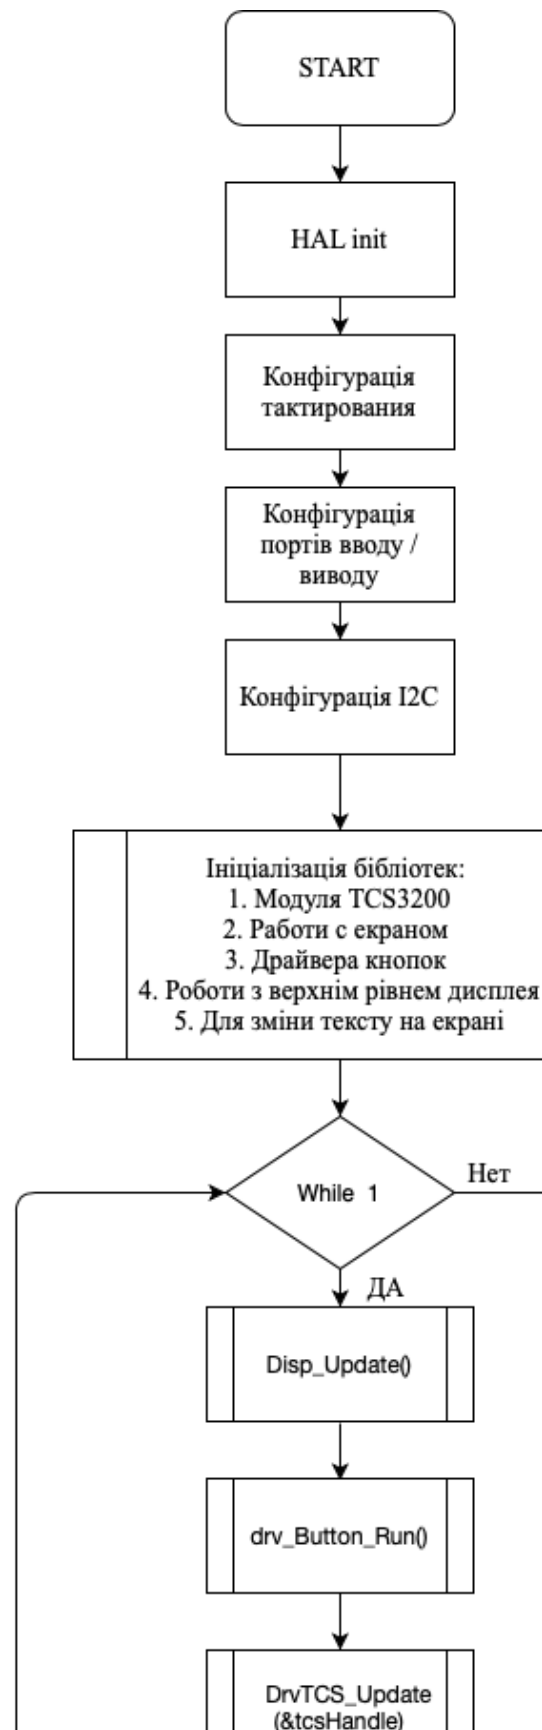 START
HAL init
Конфігурація
тактирования
Конфігурація
портів вводу /
виводу
Конфігурація I2C
Ініціалізація бібліотек:
1. Модуля TCS3200
2. Работи с екраном
3. Драйвера кнопок
4. Роботи з верхнім рівнем дисплея
5. Для зміни тексту на екрані
While 1
Нет
ДА
Disp_Update()
drv_Button_Run()
DrvTCS_Update
(&tcsHandle)